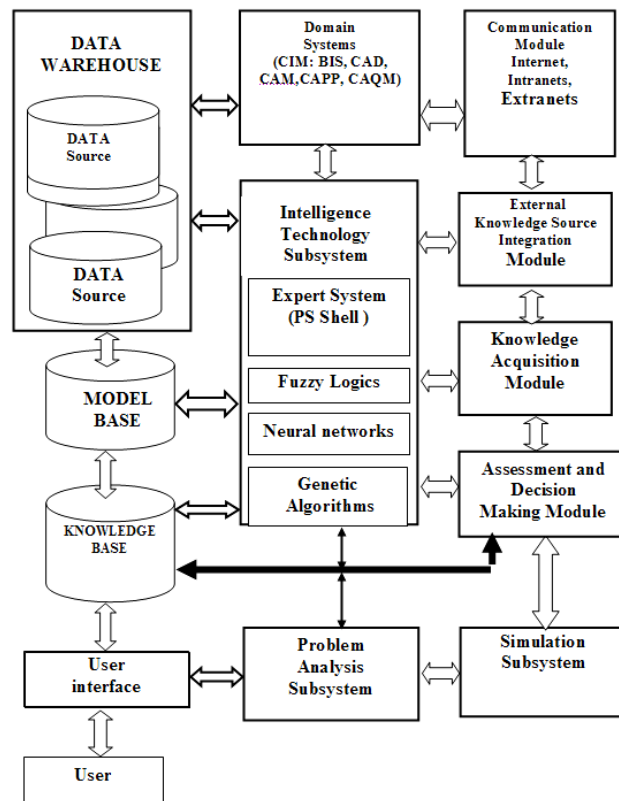 DATA
WAREHOUSE
DATA
Source
DATA
Source
MODEL
BASE
KNOWLEDGE
BASE
User
interface
User
Domain
Systems
(CIM: BIS, CAD,
CAM,CAPP, CAQM)
Intelligence
Technology
Subsystem
Expert System
(PS Shell )
Fuzzy Logics
Neural networks
Genetic
Algorithms
Problem
Analysis
Subsystem
Communication
Module
Internet,
Intranets,
Extranets
External
Knowledge Source
Integration
Module
Knowledge
Acquisition
Module
Assessment and
Decision
Making Module
Simulation
Subsystem